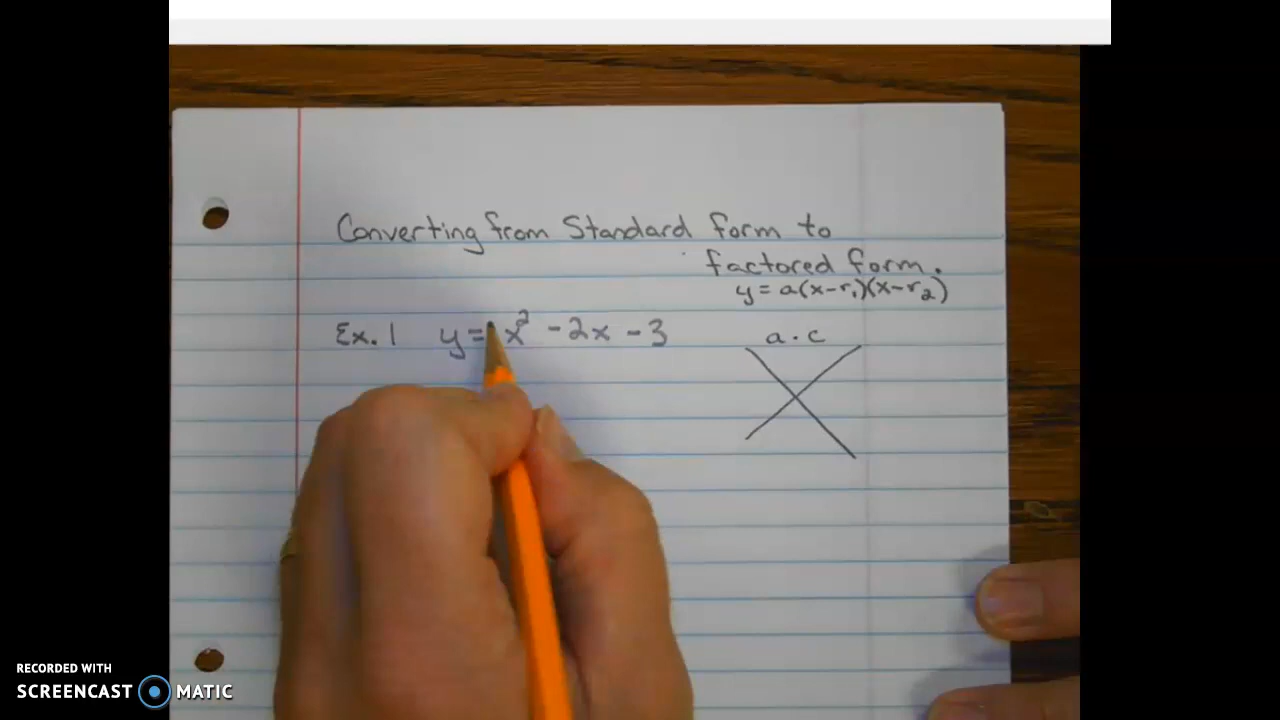 Converting from Standard form to
factored form.
y = a(x-r₁)(x-r₂)
Ex. 1 y = x² - 2x - 3
a · c
RECORDED WITH
SCREENCAST MATIC